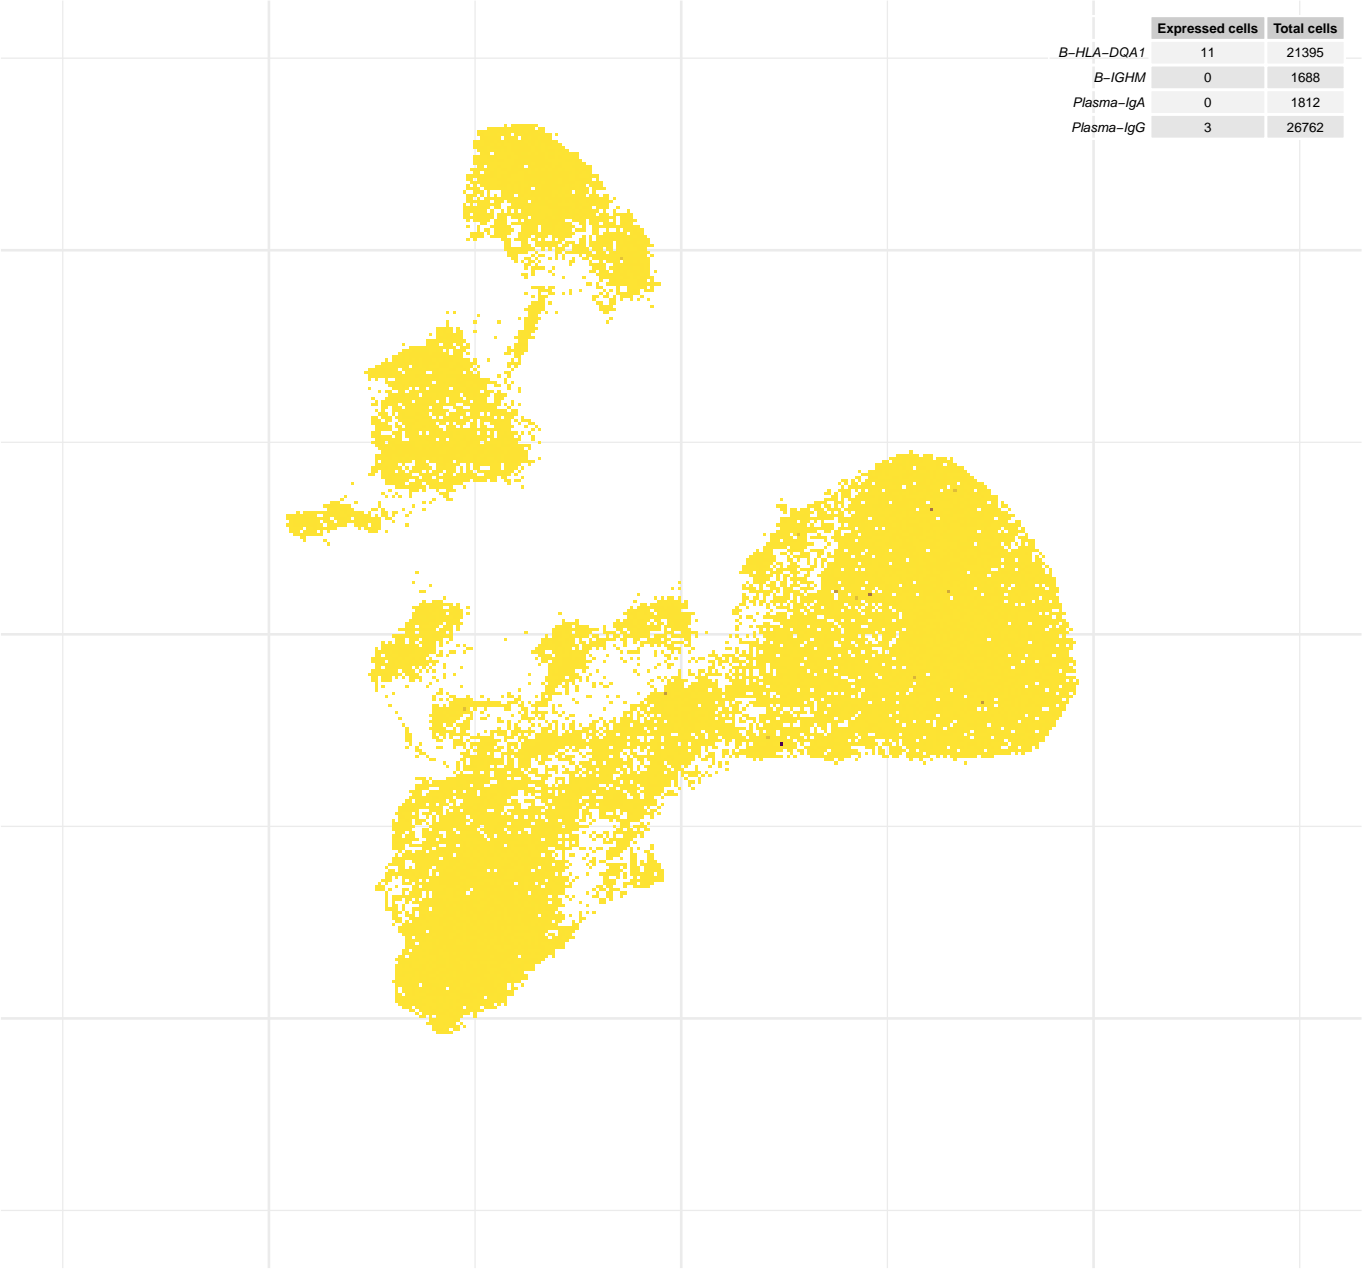 Expressed cells Total cells
B−HLA−DQA1 11 21395
B−IGHM 0 1688
Plasma−IgA 0 1812
Plasma−IgG 3 26762